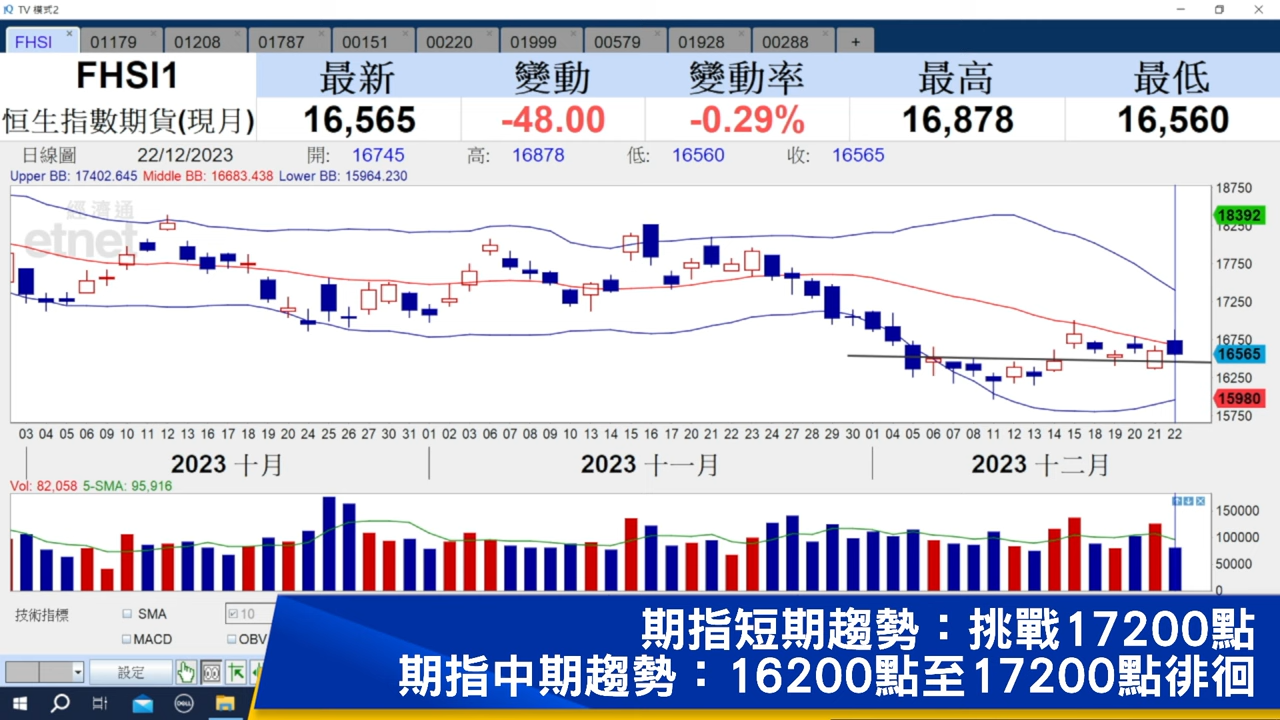 TV 模式2
FHSI 01179 01208 01787 00151 00220 01999 00579 01928 00288 +
FHSI1 最新 變動 變動率 最高 最低
恒生指數期貨(現月) 16,565 -48.00 -0.29% 16,878 16,560
日線圖 22/12/2023 開: 16745 高: 16878 低: 16560 收: 16565
Upper BB: 17402.645 Middle BB: 16683.438 Lower BB: 15964.230
經濟通
etnet
18750
18392
18250
17750
17250
16750
16565
16250
15980
15750
03 04 05 06 09 10 11 12 13 16 17 18 19 20 24 25 26 27 30 31 01 02 03 06 07 08 09 10 13 14 15 16 17 20 21 22 23 24 27 28 29 30 01 04 05 06 07 08 11 12 13 14 15 18 19 20 21 22
2023 十月 2023 十一月 2023 十二月
Vol: 82,058 5-SMA: 95,916
150000
100000
50000
0
技術指標 SMA 10
MACD OBV
設定
期指短期趨勢：挑戰17200點
期指中期趨勢：16200點至17200點徘徊
DELL